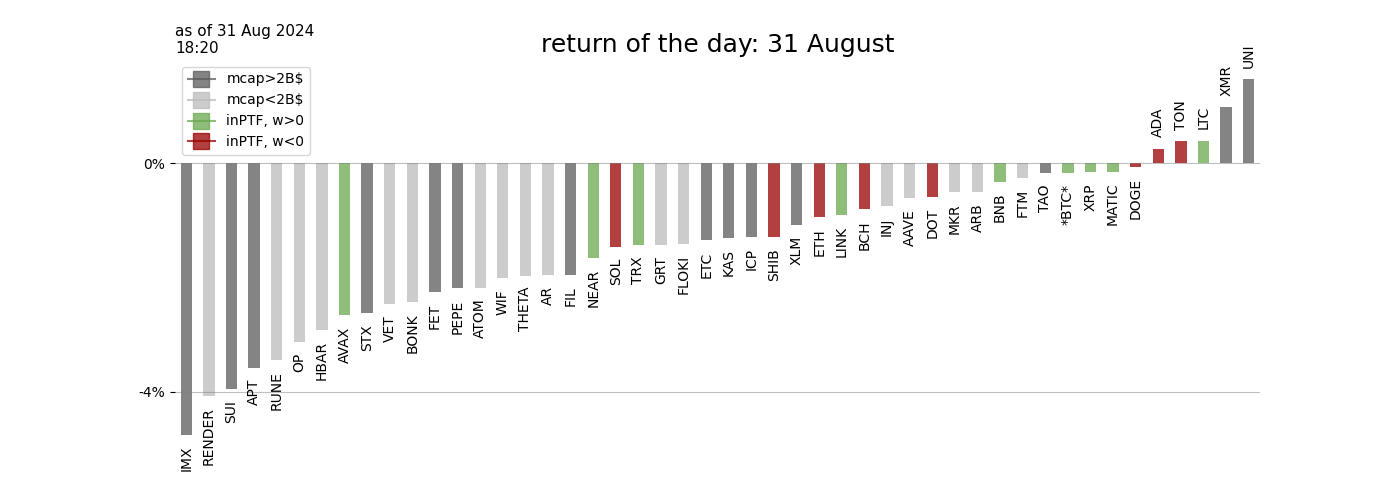 as of 31 Aug 2024
18:20
return of the day: 31 August
mcap>2B$
mcap<2B$
inPTF, w>0
inPTF, w<0
0%
-4%
IMX
RENDER
SUI
APT
RUNE
OP
HBAR
AVAX
STX
VET
BONK
FET
PEPE
ATOM
WIF
THETA
AR
FIL
NEAR
SOL
TRX
GRT
FLOKI
ETC
KAS
ICP
SHIB
XLM
ETH
LINK
BCH
INJ
AAVE
DOT
MKR
ARB
BNB
FTM
TAO
*BTC*
XRP
MATIC
DOGE
ADA
TON
LTC
XMR
UNI